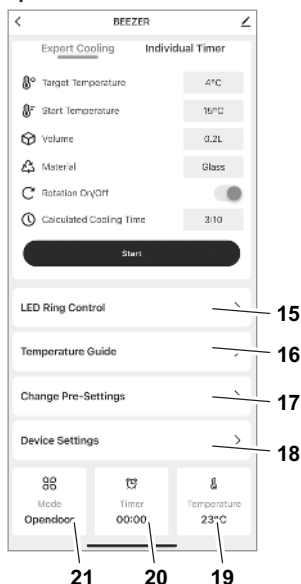 BEEZER
Expert Cooling Individual Timer
Target Temperature 4°C
Start Temperature 15°C
Volume 0.2L
Material Glass
Rotation On/Off
Calculated Cooling Time 3:10
Start
LED Ring Control 15
Temperature Guide 16
Change Pre-Settings 17
Device Settings 18
Mode Timer Temperature
Opendoor 00:00 23°C
21 20 19